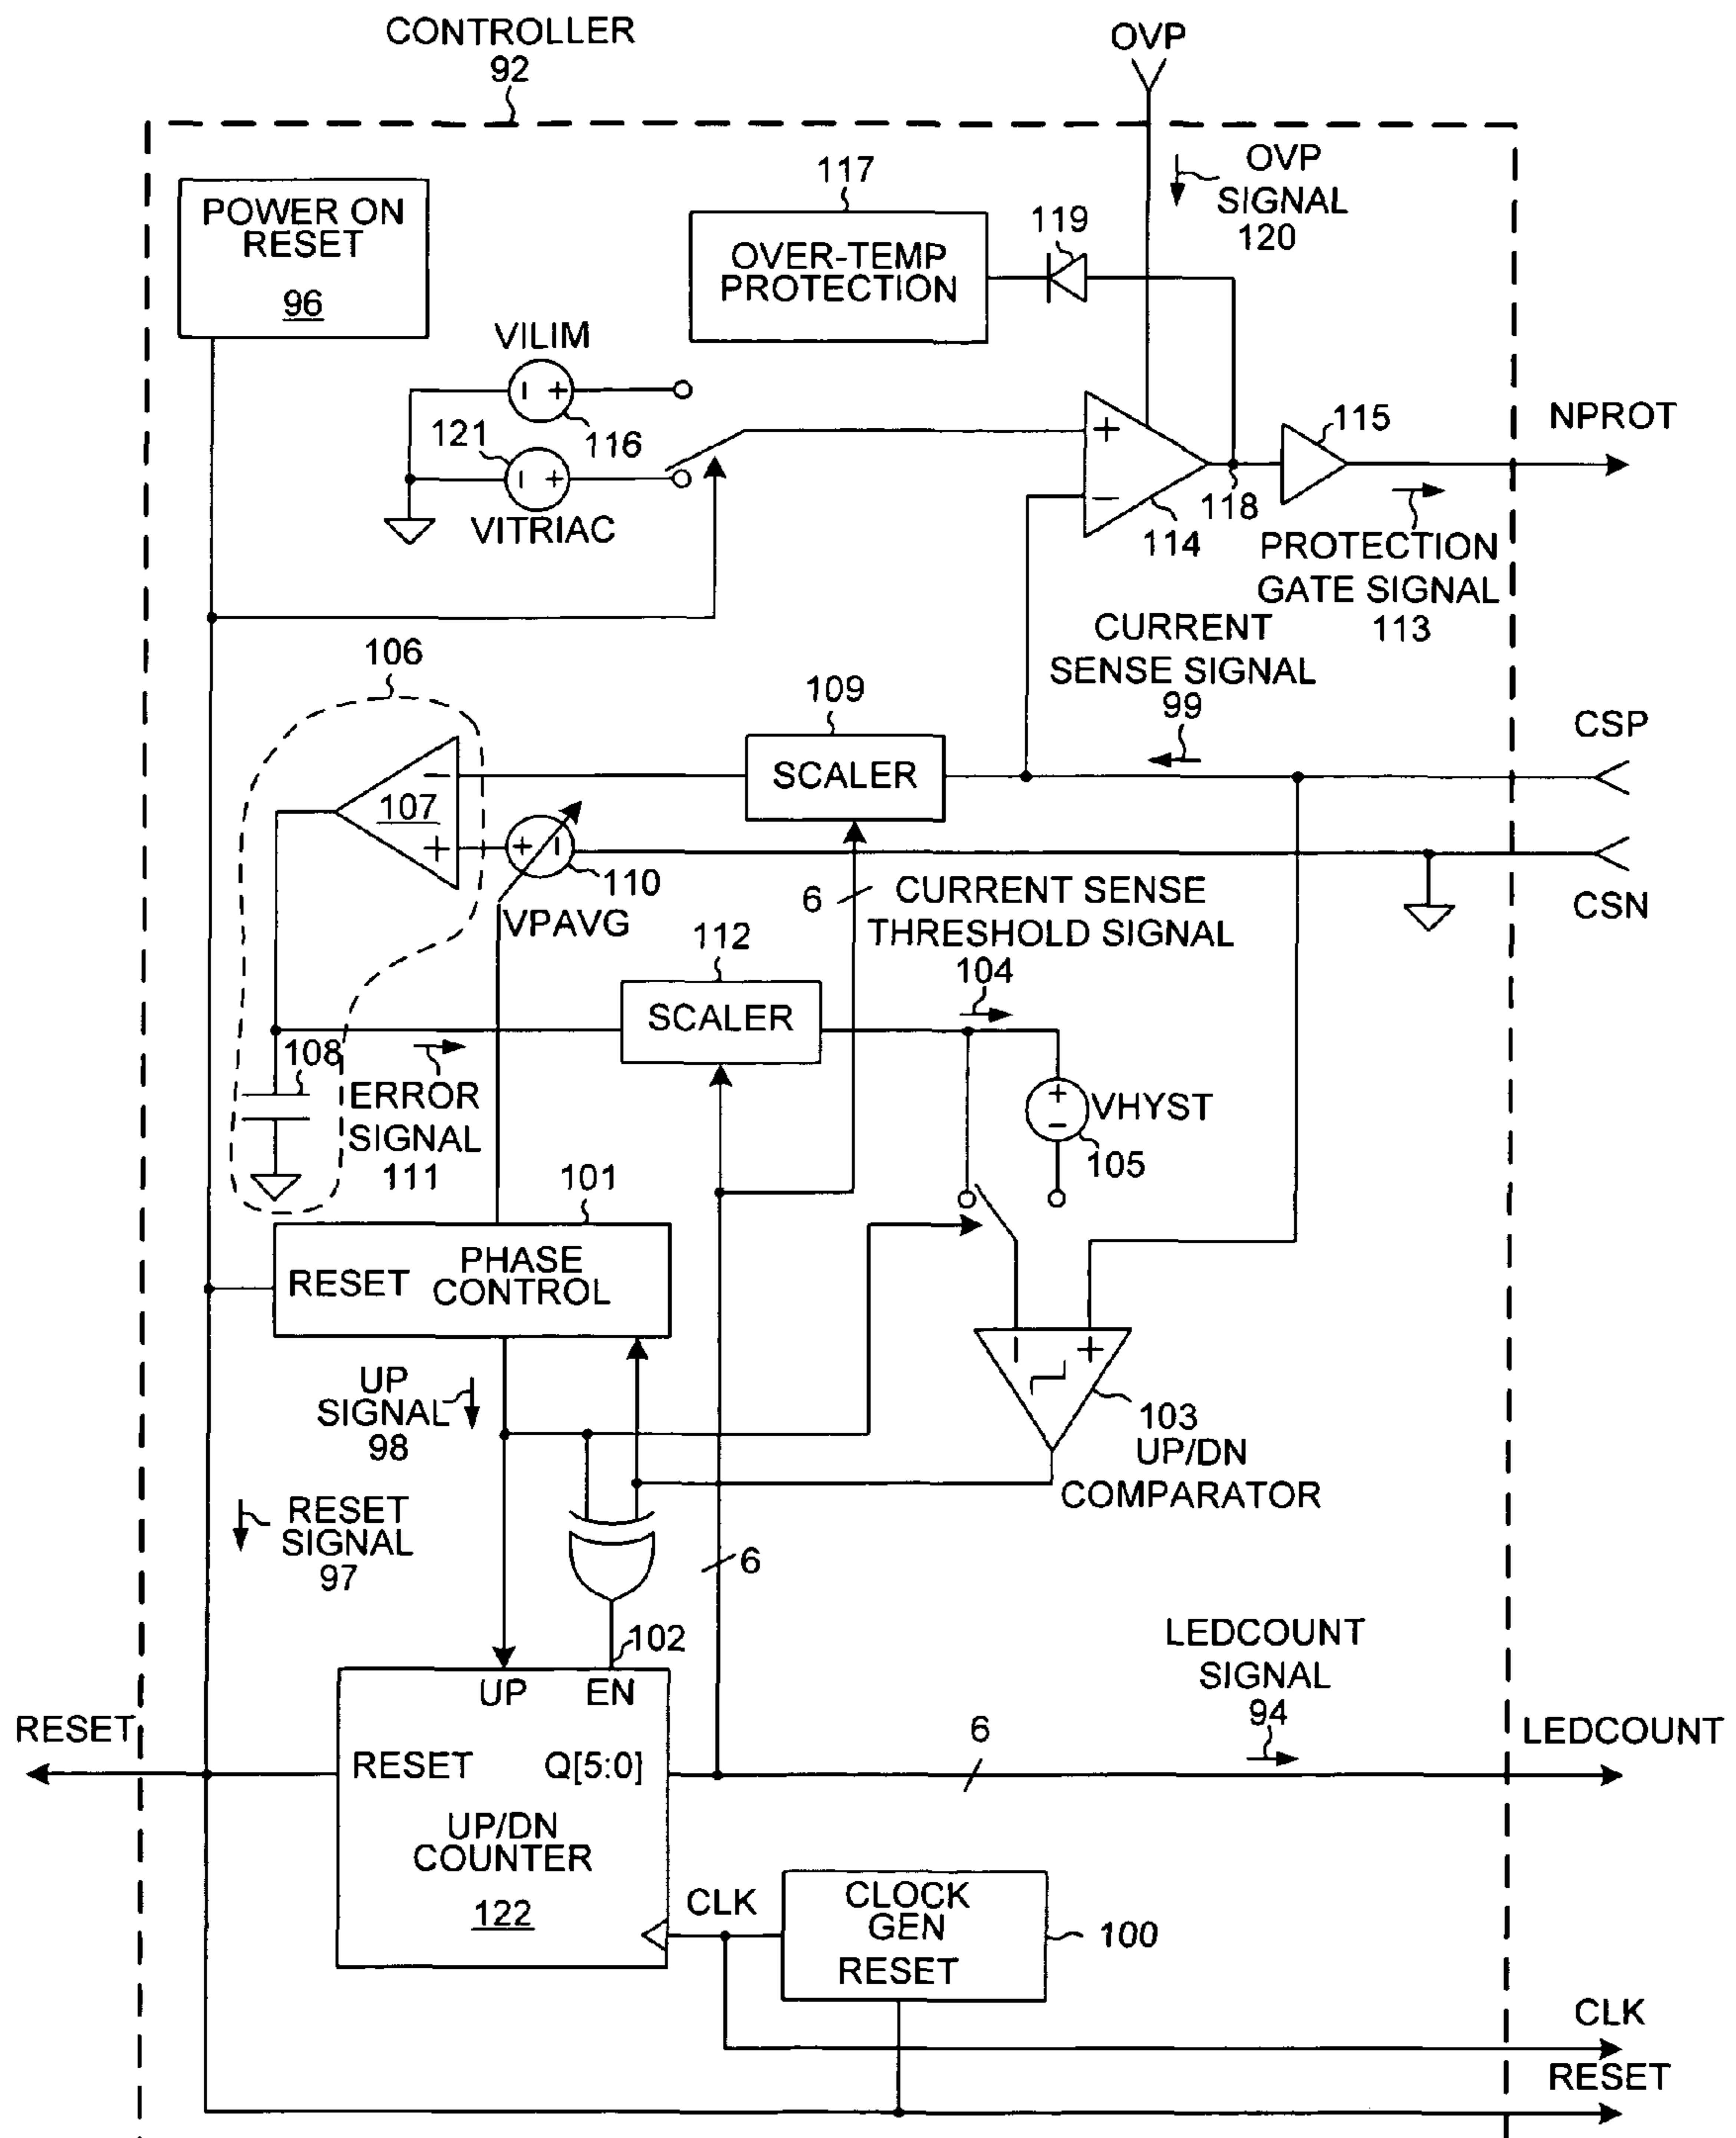 CONTROLLER
92
OVP
117
OVP
SIGNAL
120
POWER ON
RESET
96
119
OVER-TEMP
PROTECTION
VILIM
- +
116
121
- +
VITRIAC
+
-
114
118
115
NPROT
PROTECTION
GATE SIGNAL
113
CURRENT
SENSE SIGNAL
99
106
109
SCALER
CSP
-
107
+
+ -
110
VPAVG
6
CSN
CURRENT SENSE
THRESHOLD SIGNAL
104
112
SCALER
108
ERROR
SIGNAL
111
+
-
VHYST
105
101
RESET
PHASE
CONTROL
- +
103
UP/DN
COMPARATOR
UP
SIGNAL
98
RESET
SIGNAL
97
6
102
LEDCOUNT
SIGNAL
94
UP EN
RESET
RESET Q[5:0]
6
LEDCOUNT
UP/DN
COUNTER
122
CLK
CLOCK
GEN
RESET
100
CLK
RESET